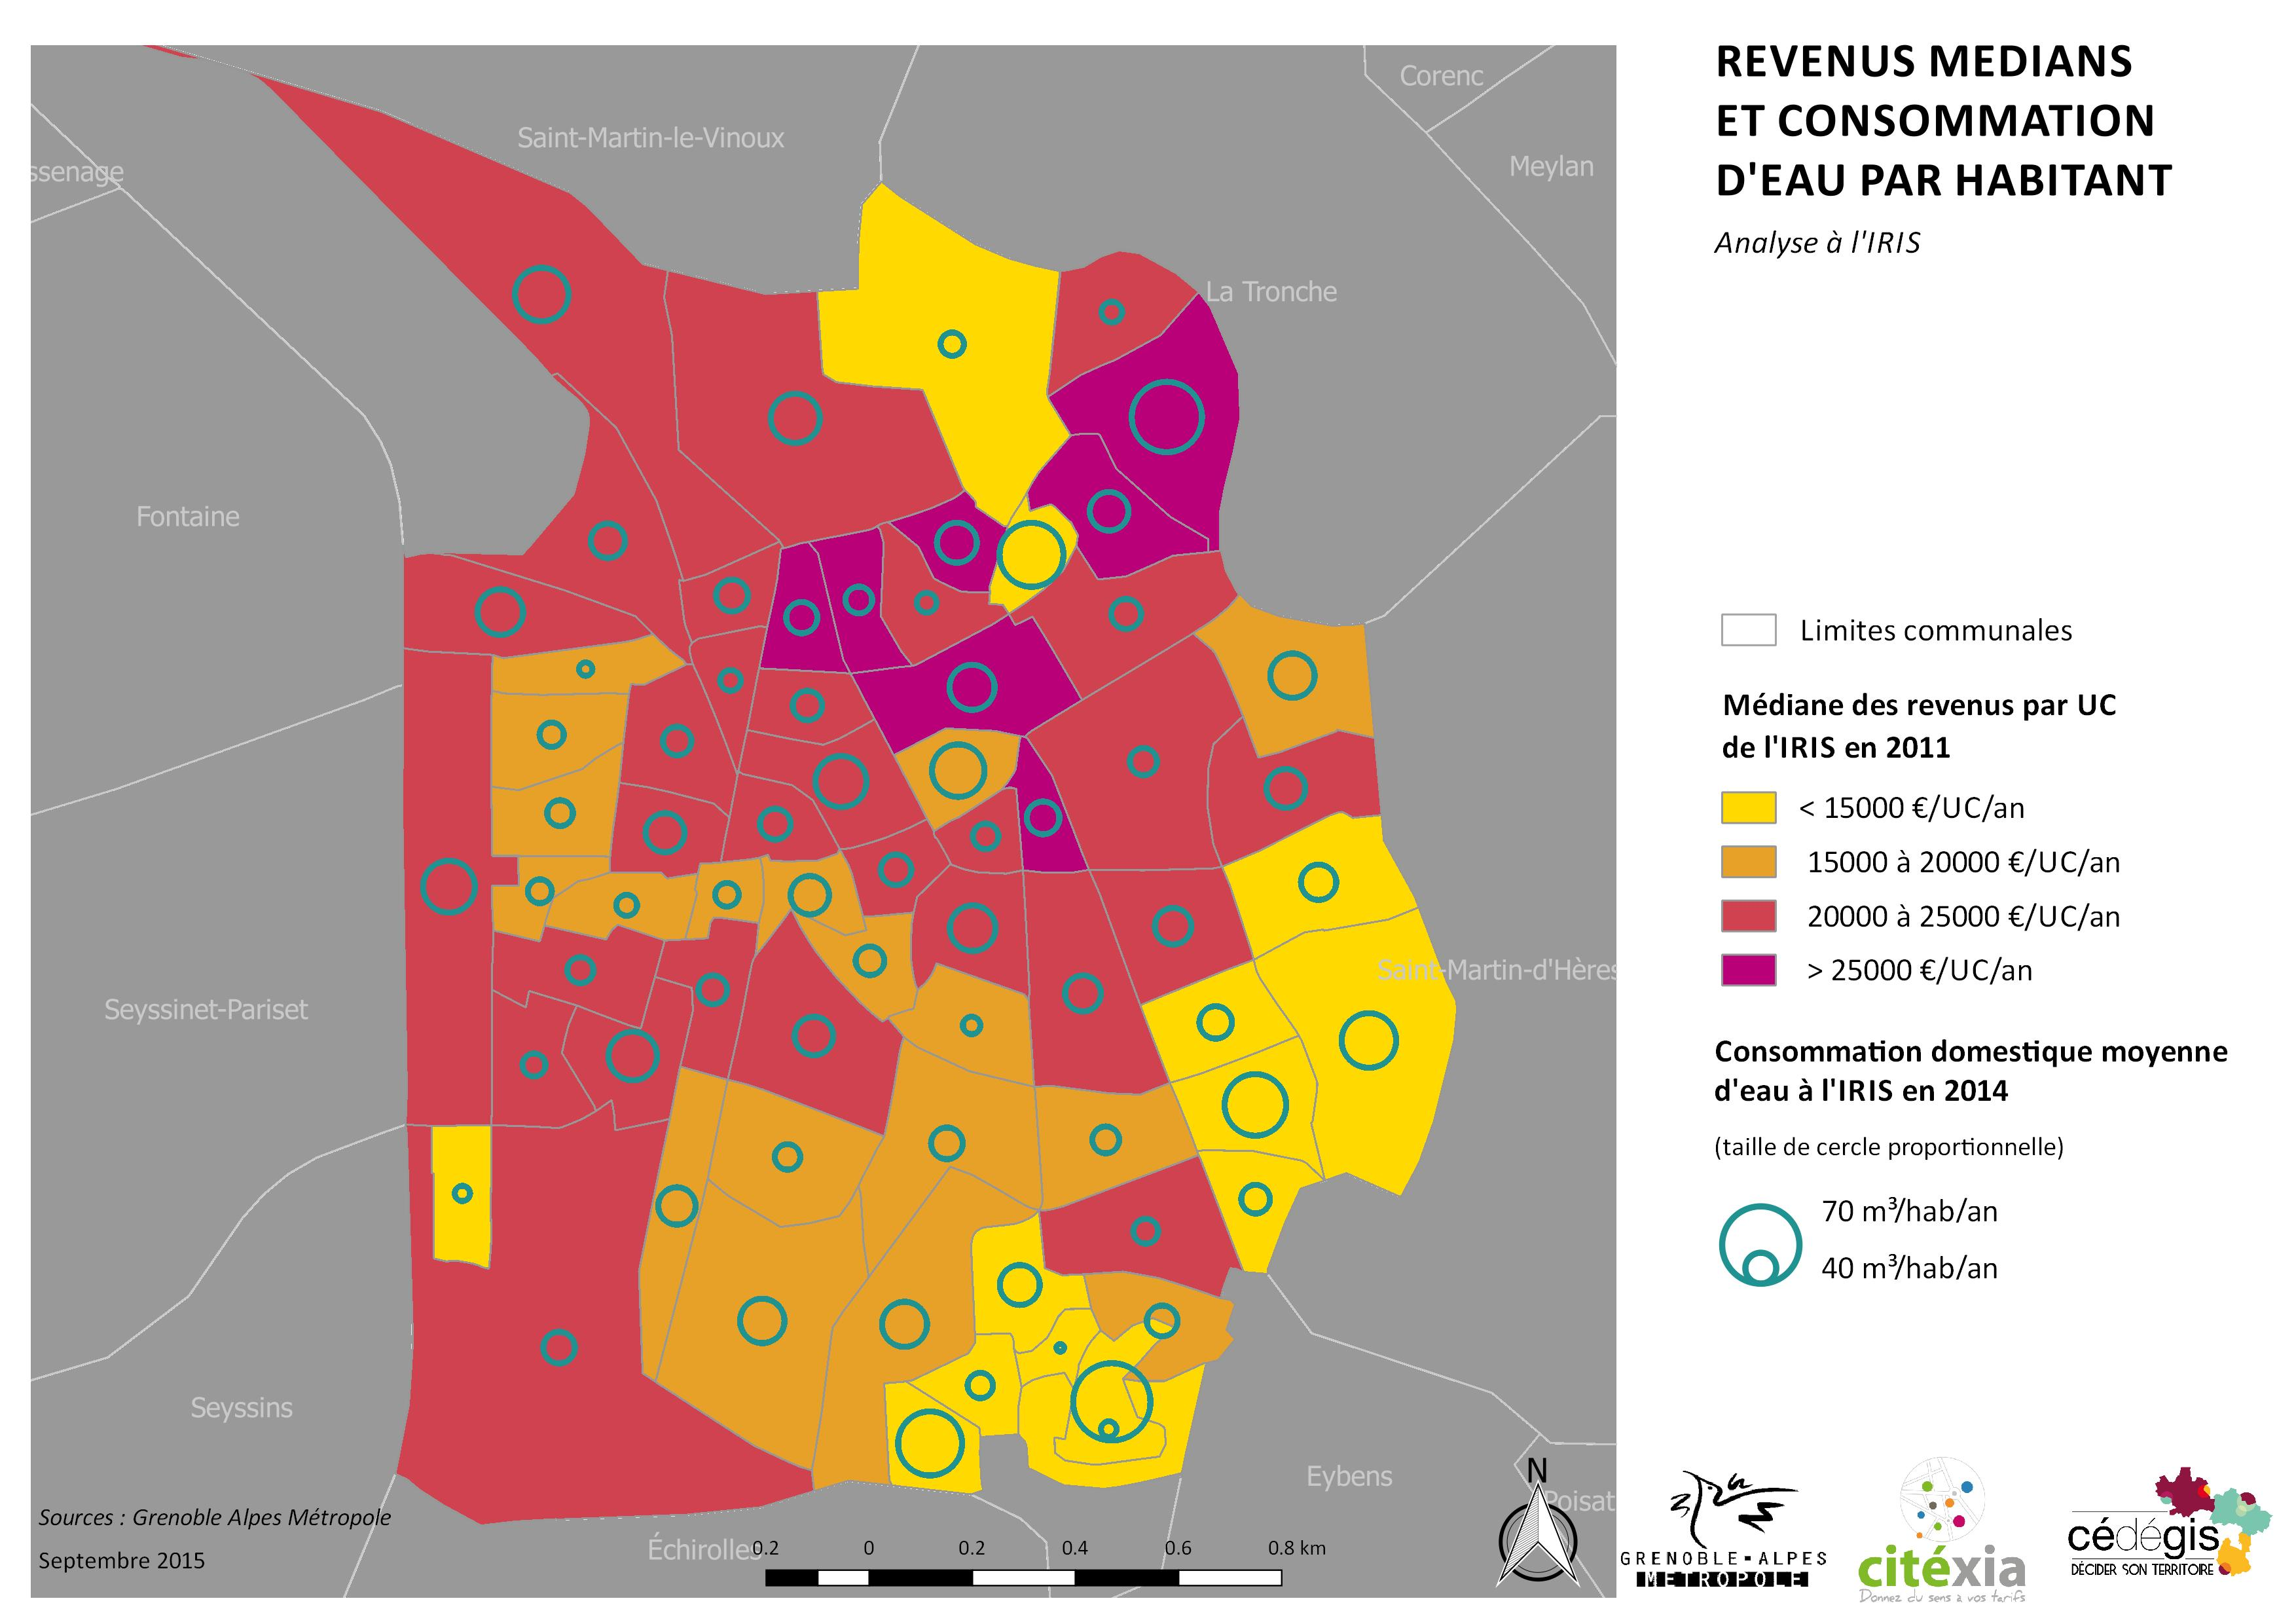 REVENUS MEDIANS
ET CONSOMMATION
D'EAU PAR HABITANT
Analyse à l'IRIS
Corenc
Saint-Martin-le-Vinoux
Meylan
ssenage
La Tronche
Fontaine
Saint-Martin-d'Hères
Seyssinet-Pariset
Seyssins
Eybens
Poisat
Échirolles
Limites communales
Médiane des revenus par UC
de l'IRIS en 2011
< 15000 €/UC/an
15000 à 20000 €/UC/an
20000 à 25000 €/UC/an
> 25000 €/UC/an
Consommation domestique moyenne
d'eau à l'IRIS en 2014
(taille de cercle proportionnelle)
70 m³/hab/an
40 m³/hab/an
Sources : Grenoble Alpes Métropole
Septembre 2015
0.2 0 0.2 0.4 0.6 0.8 km
N
GRENOBLE-ALPES
METROPOLE
citéxia
Donnez du sens à vos tarifs
cédégis
DÉCIDER SON TERRITOIRE